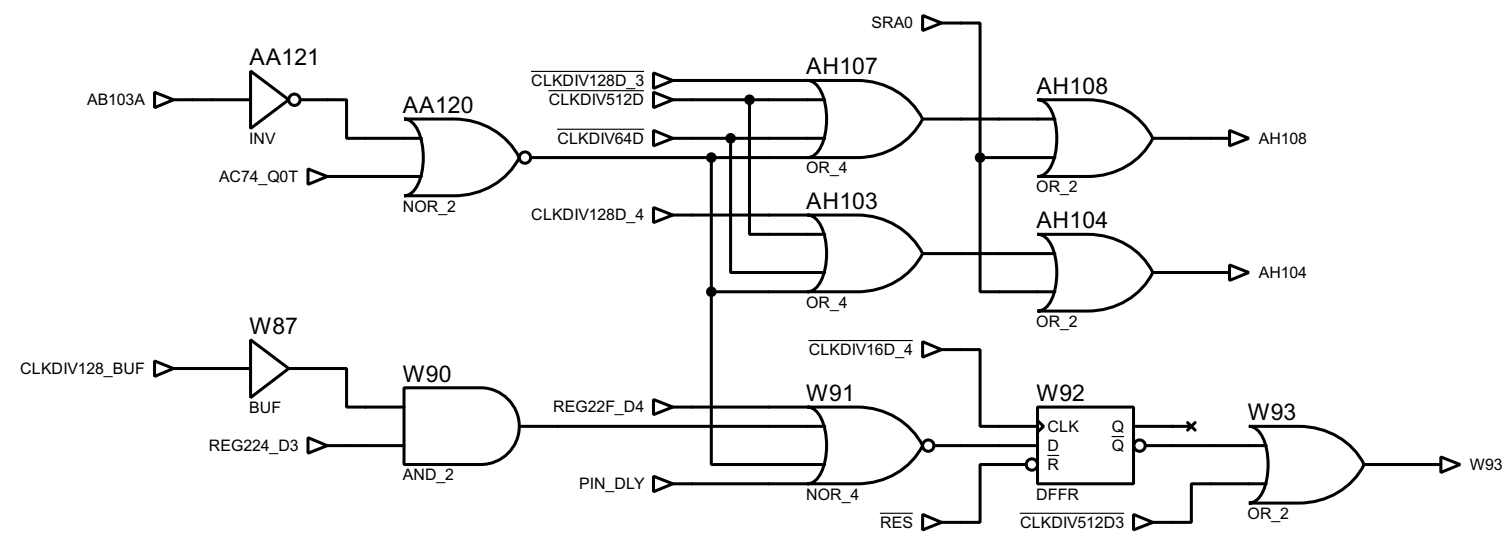 SRA0
AA121
CLKDIV128D_3
AH107
AH108
AB103A
AA120
CLKDIV512D
INV
CLKDIV64D
AH108
AC74_Q0T
OR_4
OR_2
NOR_2
AH103
CLKDIV128D_4
AH104
AH104
OR_4
OR_2
W87
CLKDIV16D_4
CLKDIV128_BUF
W90
W91
W92
BUF
REG22F_D4
W93
CLK Q
REG224_D3
D Q
R
W93
AND_2
PIN_DLY
NOR_4
DFFR
RES
CLKDIV512D3
OR_2